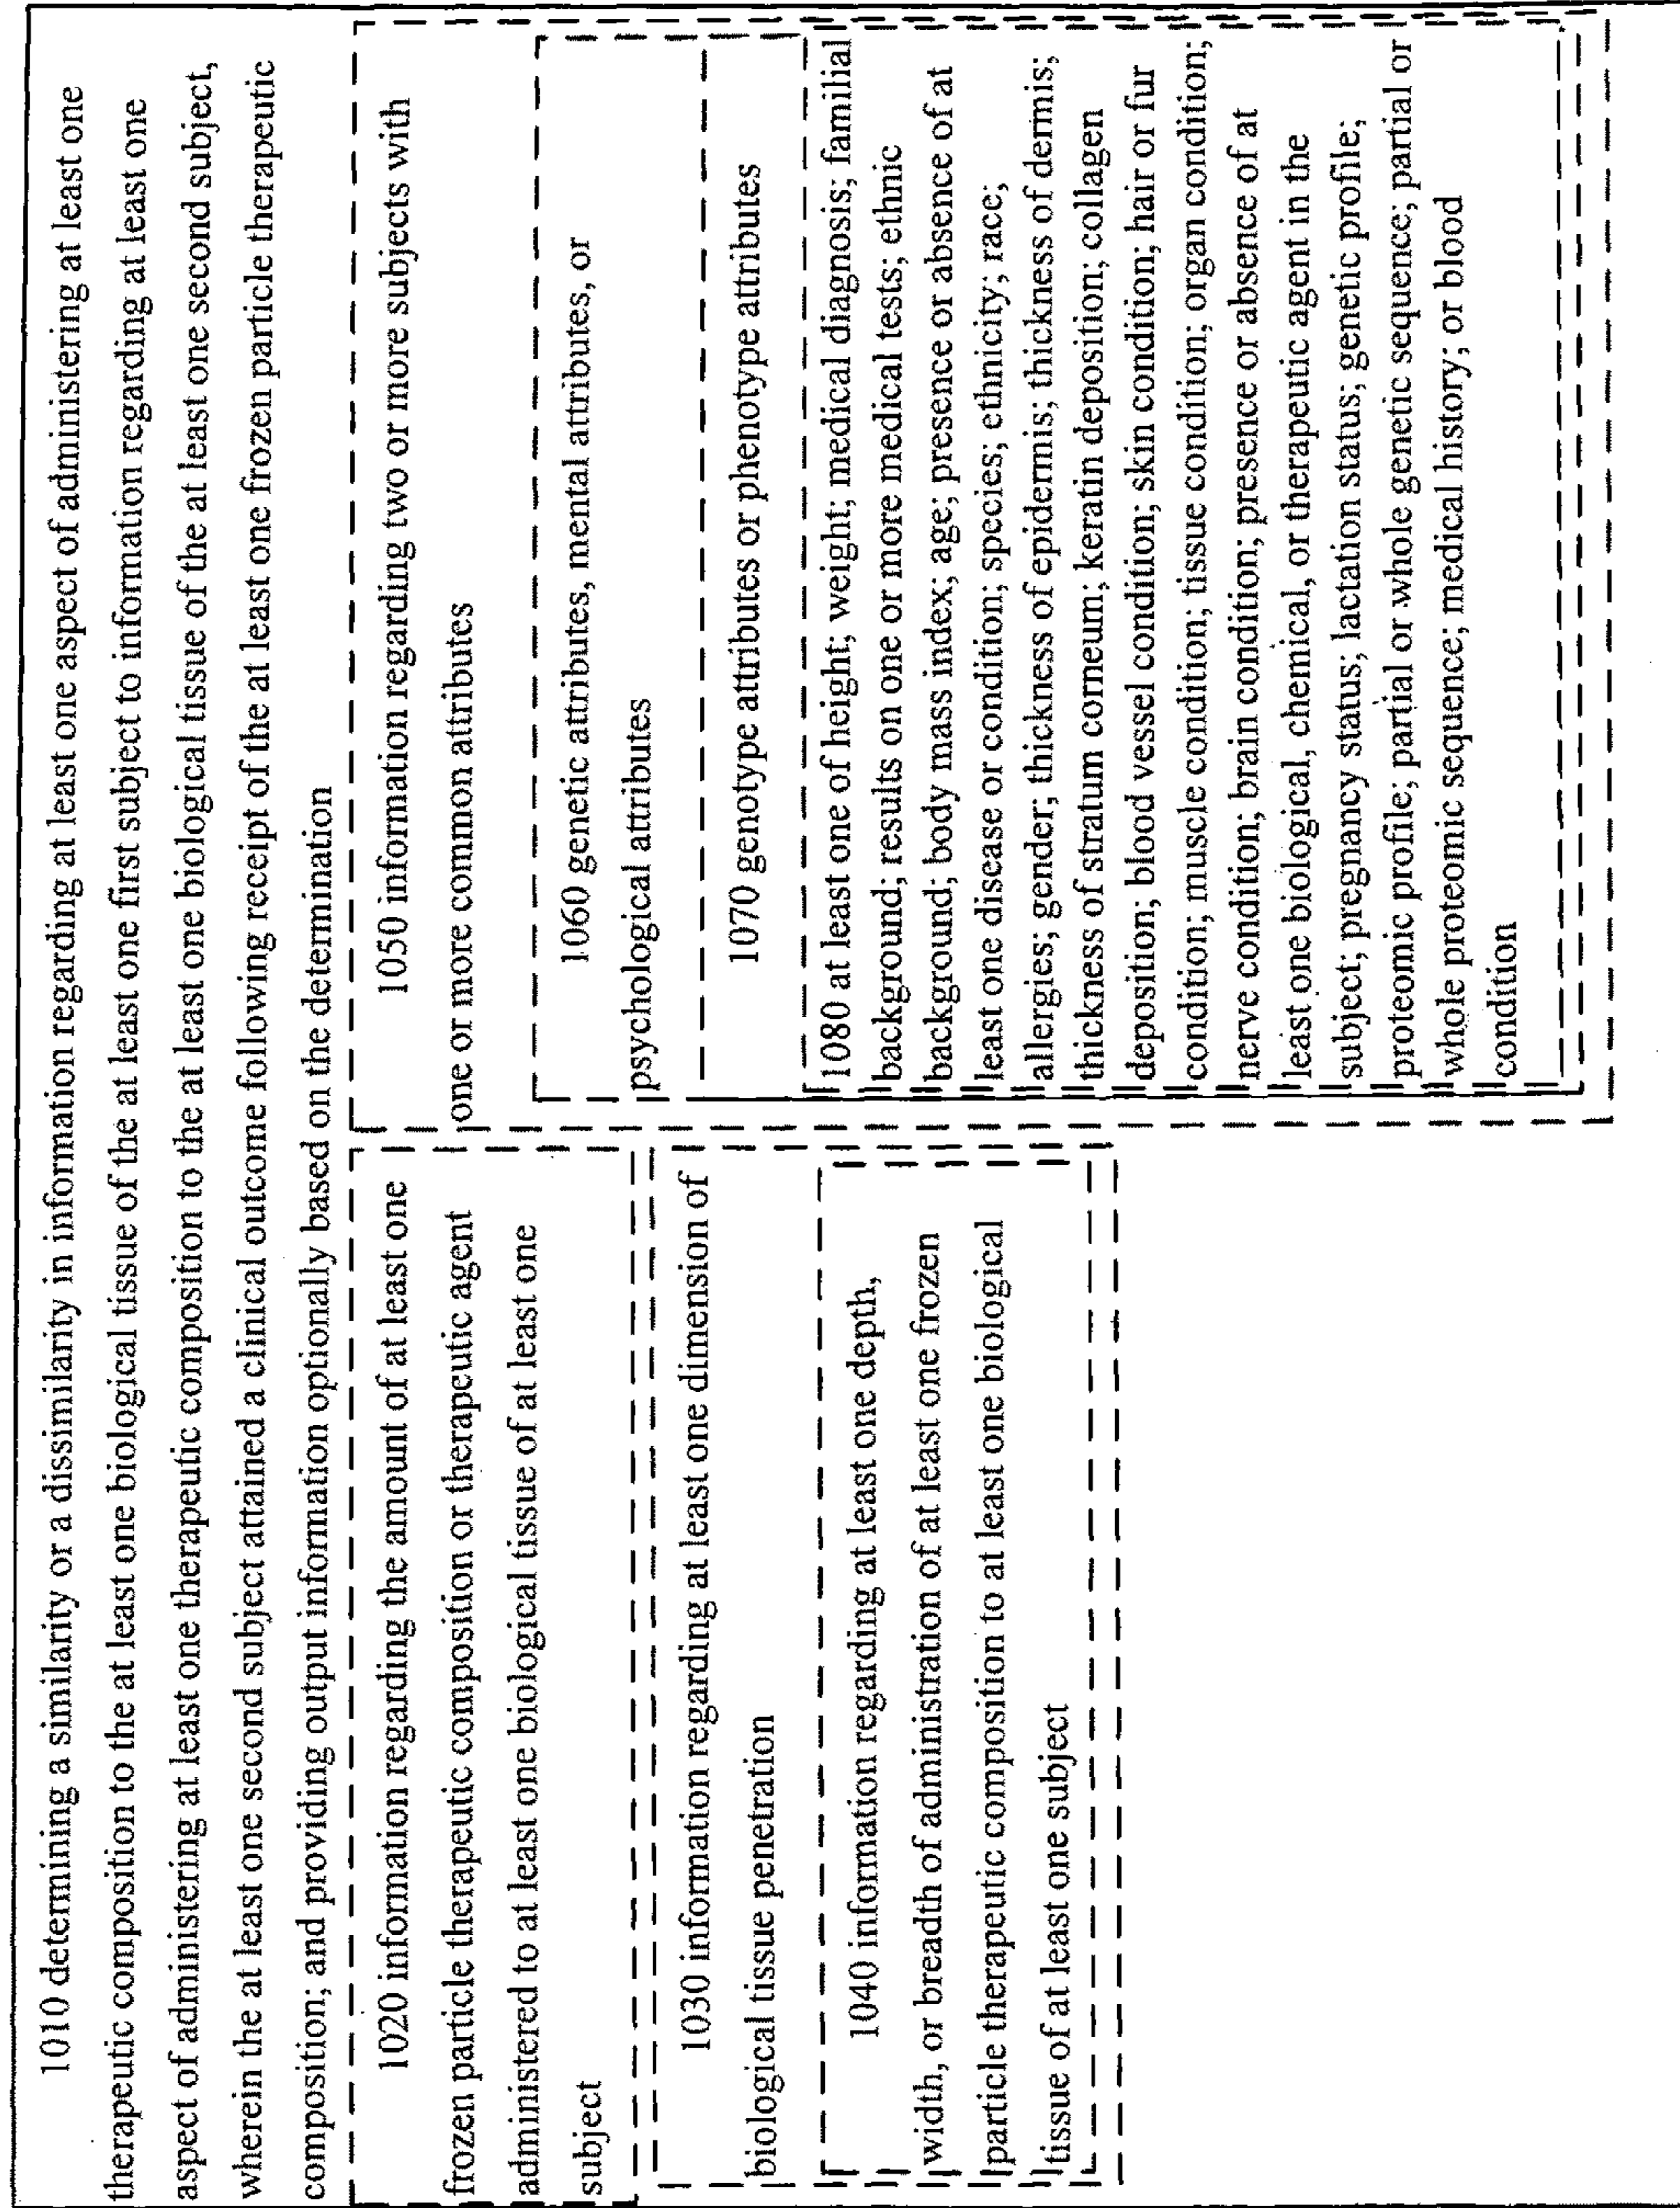 1010 determining a similarity or a dissimilarity in information regarding at least one aspect of administering at least one
therapeutic composition to the at least one biological tissue of the at least one first subject to information regarding at least one
aspect of administering at least one therapeutic composition to the at least one biological tissue of the at least one second subject,
wherein the at least one second subject attained a clinical outcome following receipt of the at least one frozen particle therapeutic
composition; and providing output information optionally based on the determination
1020 information regarding the amount of at least one
frozen particle therapeutic composition or therapeutic agent
administered to at least one biological tissue of at least one
subject
1030 information regarding at least one dimension of
biological tissue penetration
1040 information regarding at least one depth,
width, or breadth of administration of at least one frozen
particle therapeutic composition to at least one biological
tissue of at least one subject
1050 information regarding two or more subjects with
one or more common attributes
1060 genetic attributes, mental attributes, or
psychological attributes
1070 genotype attributes or phenotype attributes
1080 at least one of height; weight; medical diagnosis; familial
background; results on one or more medical tests; ethnic
background; body mass index; age; presence or absence of at
least one disease or condition; species; ethnicity; race;
allergies; gender; thickness of epidermis; thickness of dermis;
thickness of stratum corneum; keratin deposition; collagen
deposition; blood vessel condition; skin condition; hair or fur
condition; muscle condition; tissue condition; organ condition;
nerve condition; brain condition; presence or absence of at
least one biological, chemical, or therapeutic agent in the
subject; pregnancy status; lactation status; genetic profile;
proteomic profile; partial or whole genetic sequence; partial or
whole proteomic sequence; medical history; or blood
condition